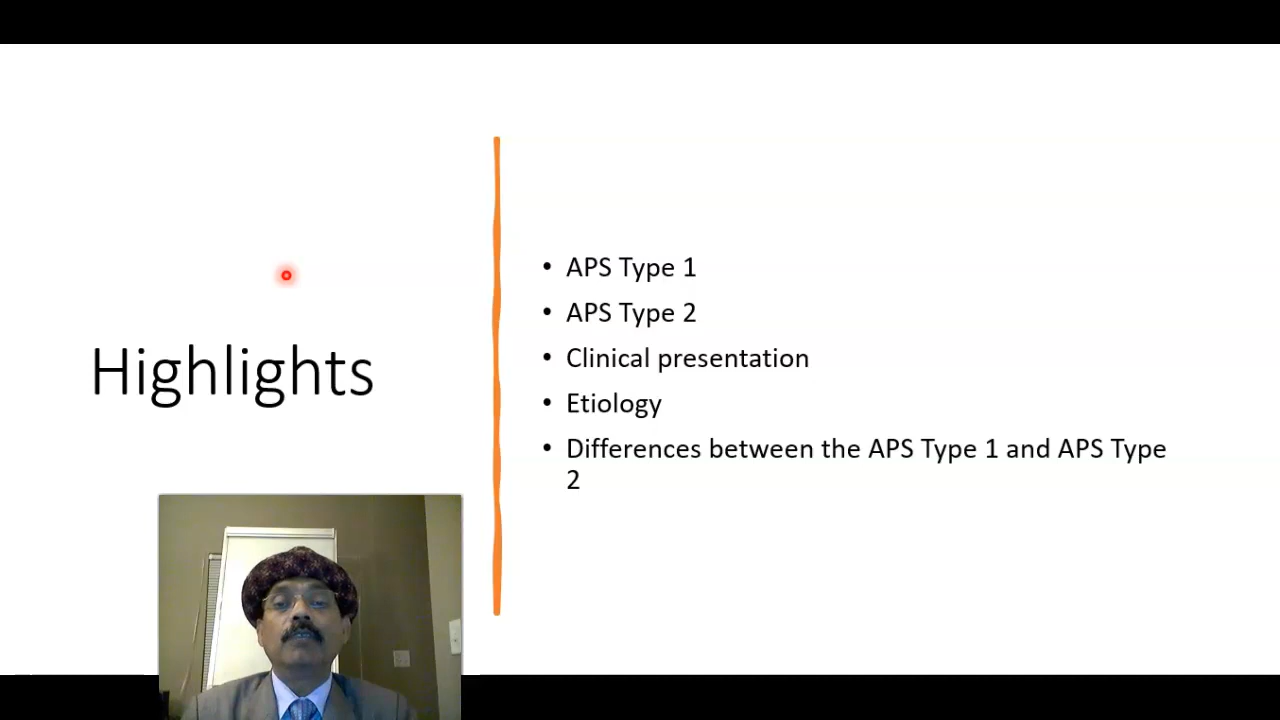 Highlights
• APS Type 1
• APS Type 2
• Clinical presentation
• Etiology
• Differences between the APS Type 1 and APS Type
2